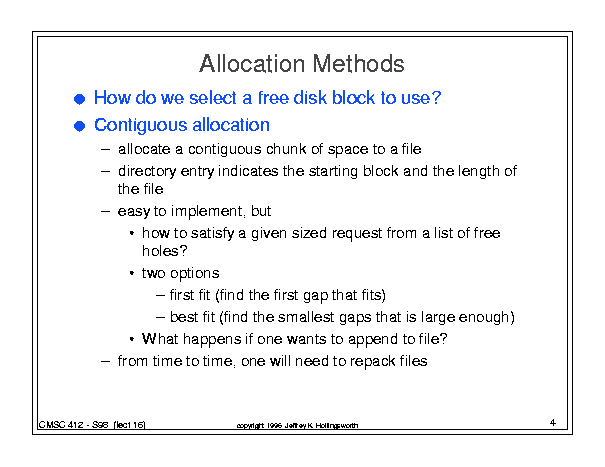 Allocation Methods
● How do we select a free disk block to use?
● Contiguous allocation
– allocate a contiguous chunk of space to a file
– directory entry indicates the starting block and the length of
the file
– easy to implement, but
• how to satisfy a given sized request from a list of free
holes?
• two options
– first fit (find the first gap that fits)
– best fit (find the smallest gaps that is large enough)
• What happens if one wants to append to file?
– from time to time, one will need to repack files
CMSC 412 - S98 (lect 16)
copyright 1996 Jeffrey K. Hollingsworth
4